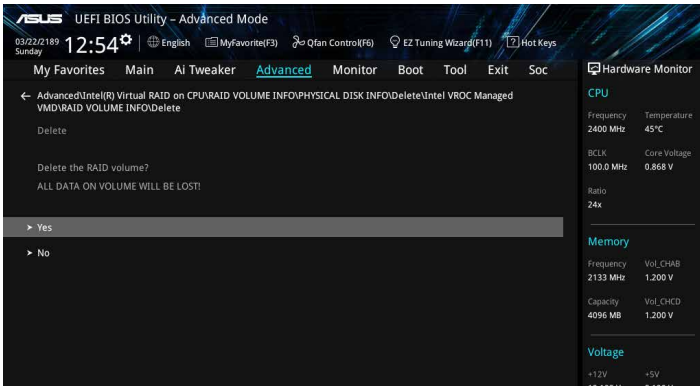 ASUS UEFI BIOS Utility – Advanced Mode
03/22/2189 Sunday 12:54 English MyFavorite(F3) Qfan Control(F6) EZ Tuning Wizard(F11) ? Hot Keys
My Favorites Main Ai Tweaker Advanced Monitor Boot Tool Exit Soc
Advanced\Intel(R) Virtual RAID on CPU\RAID VOLUME INFO\PHYSICAL DISK INFO\Delete\Intel VROC Managed
VMD\RAID VOLUME INFO\Delete
Delete
Delete the RAID volume?
ALL DATA ON VOLUME WILL BE LOST!
Yes
No
Hardware Monitor
CPU
Frequency Temperature
2400 MHz 45°C
BCLK Core Voltage
100.0 MHz 0.868 V
Ratio
24x
Memory
Frequency Vol_CHAB
2133 MHz 1.200 V
Capacity Vol_CHCD
4096 MB 1.200 V
Voltage
+12V +5V